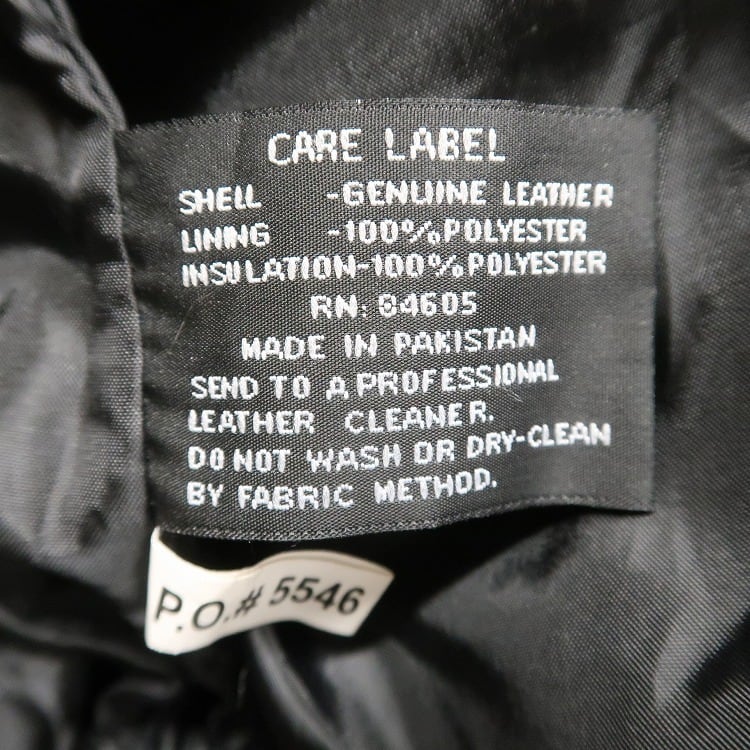 CARE LABEL
SHELL -GENUINE LEATHER
LINING -100% POLYESTER
INSULATION-100% POLYESTER
RN: 84605
MADE IN PAKISTAN
SEND TO A PROFESSIONAL
LEATHER CLEANER.
DO NOT WASH OR DRY-CLEAN
BY FABRIC METHOD.
P.O.# 5546